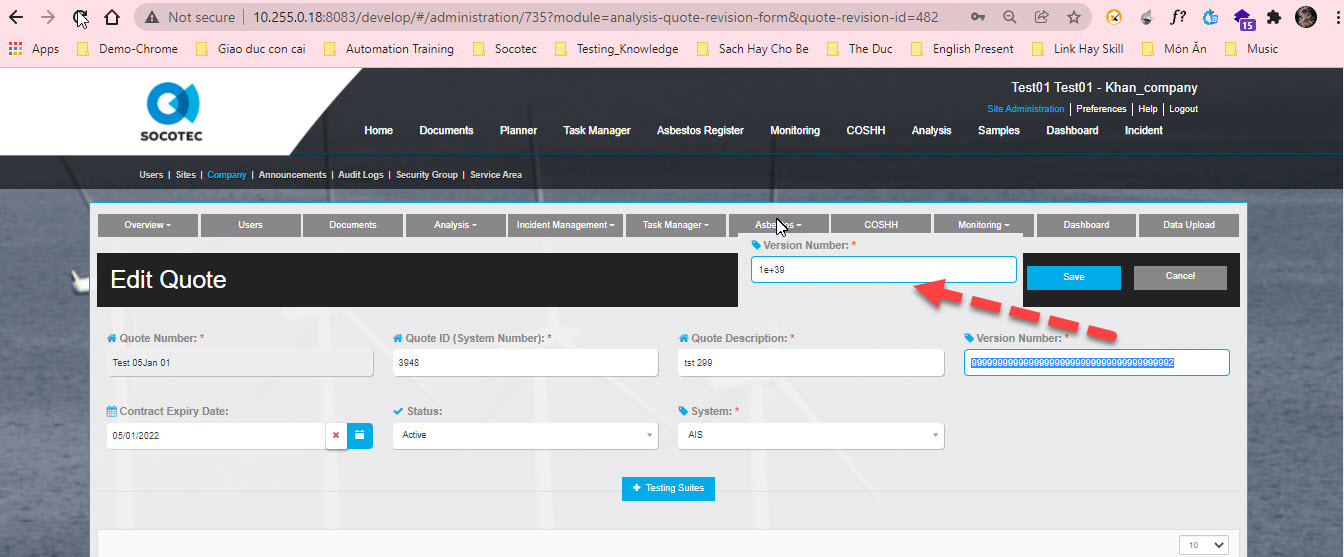 Not secure
10.255.0.18:8083/develop/#/administration/735?module=analysis-quote-revision-form&quote-revision-id=482
f?
15
Apps
Demo-Chrome
Giao duc con cai
Automation Training
Socotec
Testing_Knowledge
Sach Hay Cho Be
The Duc
English Present
Link Hay Skill
Món Ăn
Music
SOCOTEC
Test01 Test01 - Khan_company
Site Administration | Preferences | Help | Logout
Home Documents Planner Task Manager Asbestos Register Monitoring COSHH Analysis Samples Dashboard Incident
Users | Sites | Company | Announcements | Audit Logs | Security Group | Service Area
Overview Users Documents Analysis Incident Management Task Manager Asbestos COSHH Monitoring Dashboard Data Upload
Version Number: *
1e+39
Edit Quote
Save
Cancel
Quote Number: * Quote ID (System Number): * Quote Description: * Version Number: *
Test 05Jan 01 3948 tst 299
Contract Expiry Date: Status: System: *
05/01/2022 Active AIS
+ Testing Suites
10